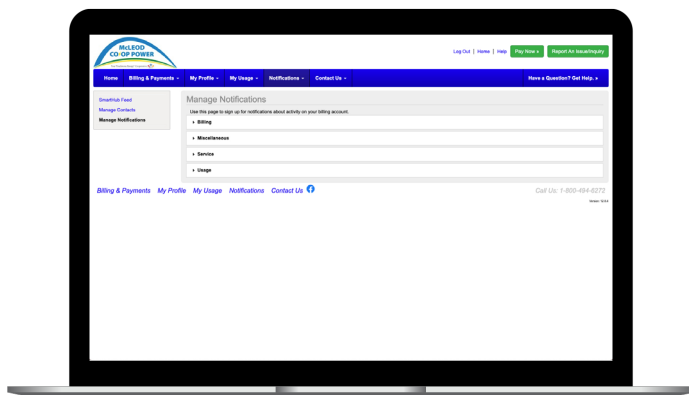 McLEOD
CO-OP POWER
Log Out | Home | Help Pay Now » Report An Issue/Inquiry
Home Billing & Payments My Profile My Usage Notifications Contact Us Have a Question? Get Help. »
SmartHub Feed
Manage Contacts
Manage Notifications
Manage Notifications
Use this page to sign up for notifications about activity on your billing account.
Billing
Miscellaneous
Service
Usage
Billing & Payments My Profile My Usage Notifications Contact Us
Call Us: 1-800-494-6272